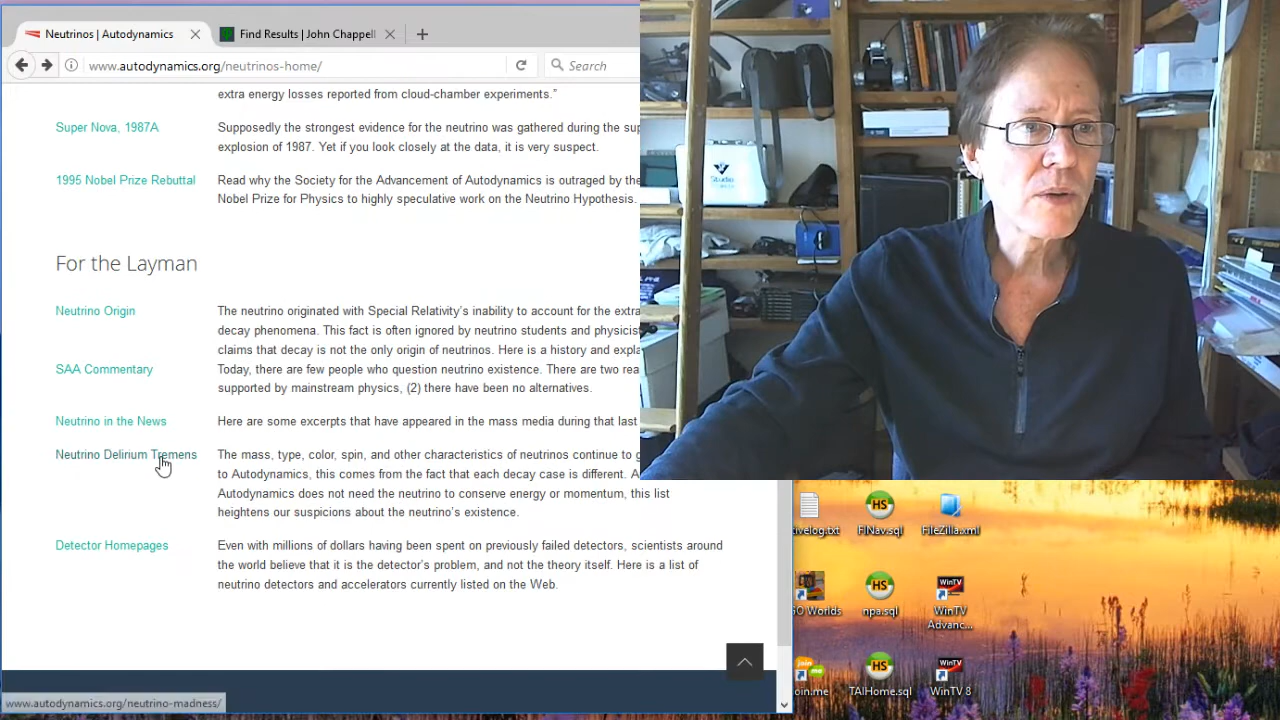 Neutrinos | Autodynamics
Find Results | John Chappell
www.autodynamics.org/neutrinos-home/
Search
extra energy losses reported from cloud-chamber experiments.”
Super Nova, 1987A
Supposedly the strongest evidence for the neutrino was gathered during the sup
explosion of 1987. Yet if you look closely at the data, it is very suspect.
1995 Nobel Prize Rebuttal
Read why the Society for the Advancement of Autodynamics is outraged by the
Nobel Prize for Physics to highly speculative work on the Neutrino Hypothesis.
For the Layman
Neutrino Origin
The neutrino originated with Special Relativity's inability to account for the extra
decay phenomena. This fact is often ignored by neutrino students and physicis
claims that decay is not the only origin of neutrinos. Here is a history and expla
SAA Commentary
Today, there are few people who question neutrino existence. There are two rea
supported by mainstream physics, (2) there have been no alternatives.
Neutrino in the News
Here are some excerpts that have appeared in the mass media during that last
Neutrino Delirium Tremens
The mass, type, color, spin, and other characteristics of neutrinos continue to g
to Autodynamics, this comes from the fact that each decay case is different. A
Autodynamics does not need the neutrino to conserve energy or momentum, this list
heightens our suspicions about the neutrino's existence.
Detector Homepages
Even with millions of dollars having been spent on previously failed detectors, scientists around
the world believe that it is the detector's problem, and not the theory itself. Here is a list of
neutrino detectors and accelerators currently listed on the Web.
www.autodynamics.org/neutrino-madness/
Studio
ivelog.txt
FINav.sql
FileZilla.xml
HS
HS
WinTV
GO Worlds
npa.sql
WinTV
Advanc...
join
me
HS
WinTV
oin.me
TAIHome.sql
WinTV 8